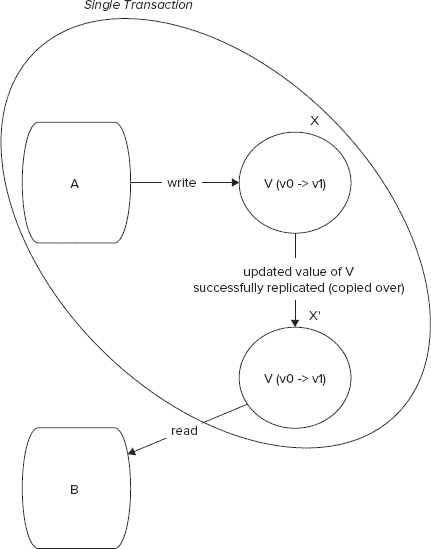 Single Transaction
X
A
write
V (v0 -> v1)
updated value of V
successfully replicated (copied over)
X'
V (v0 -> v1)
read
B